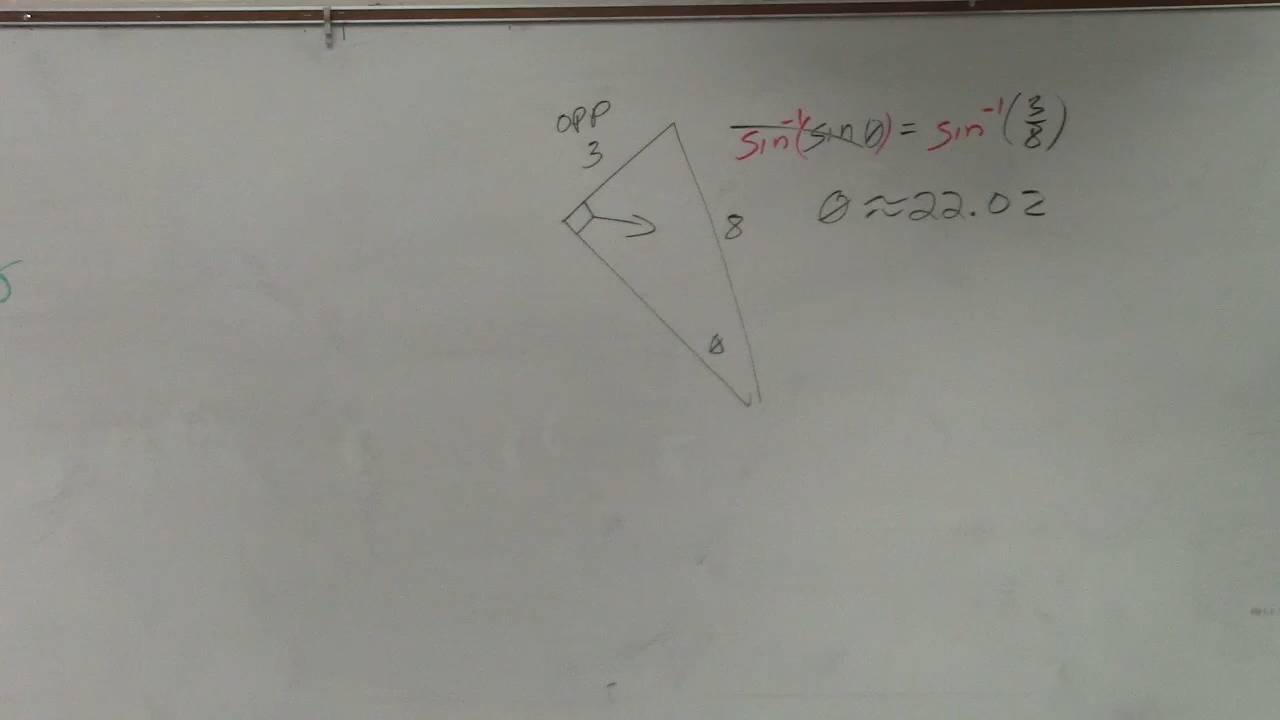 OPP
3
sin⁻¹(sin θ) = sin⁻¹(3/8)
θ ≈ 22.02
8
θ